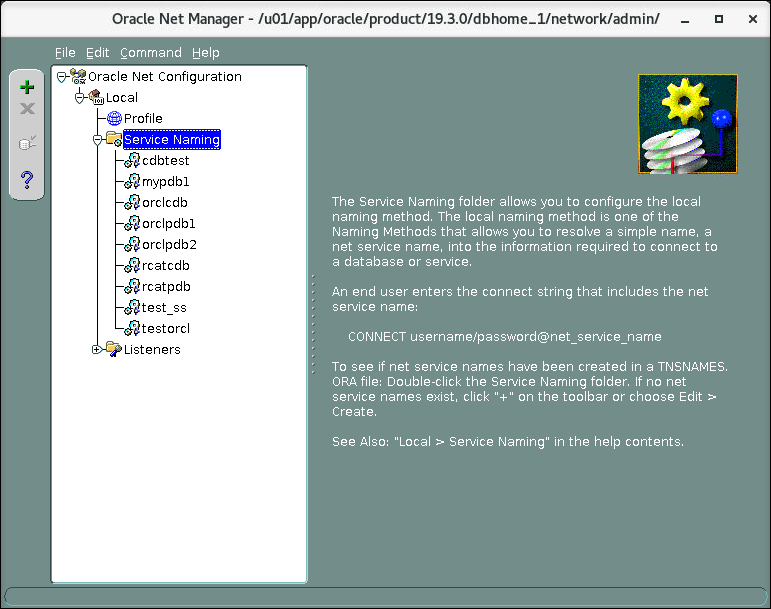 Oracle Net Manager - /u01/app/oracle/product/19.3.0/dbhome_1/network/admin/
File Edit Command Help
Oracle Net Configuration
Local
Profile
Service Naming
cdbtest
mypdb1
orclcdb
orclpdb1
orclpdb2
rcatcdb
rcatpdb
test_ss
testorcl
Listeners
The Service Naming folder allows you to configure the local
naming method. The local naming method is one of the
Naming Methods that allows you to resolve a simple name, a
net service name, into the information required to connect to
a database or service.
An end user enters the connect string that includes the net
service name:
CONNECT username/password@net_service_name
To see if net service names have been created in a TNSNAMES.
ORA file: Double-click the Service Naming folder. If no net
service names exist, click "+" on the toolbar or choose Edit >
Create.
See Also: "Local > Service Naming" in the help contents.